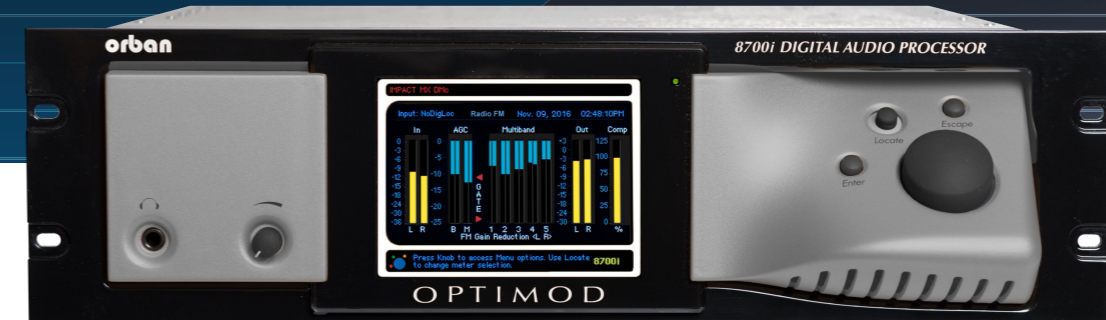 orban
8700i DIGITAL AUDIO PROCESSOR
IMPACT MX DMc
Input: NoDigLoc Radio FM Nov. 09, 2016 02:48:10PM
In AGC Multiband Out Comp
0 0 +3 125
-3 -5 0 100
-6 -10 -3 75
-9 -15 -6 50
-12 -20 -9 25
-15 -25 -12 0
-18 -15
-24 -18
-30 -24
-36 -30
GATE
L R B M 1 2 3 4 5 L R %
FM Gain Reduction <L R>
Press Knob to access Menu options. Use Locate
to change meter selection.
8700i
Locate
Escape
Enter
OPTIMOD